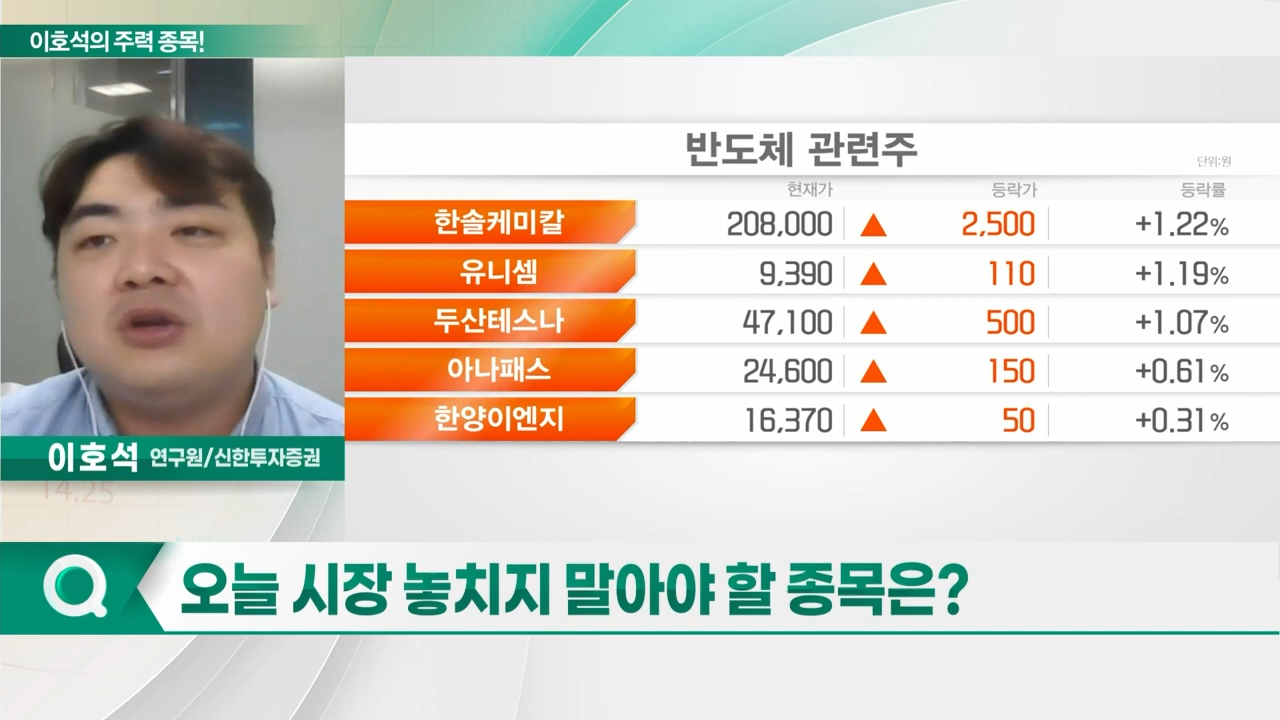 이호석의 주력 종목!
반도체 관련주
단위:원
현재가 등락가 등락률
한솔케미칼 208,000 ▲ 2,500 +1.22%
유니셈 9,390 ▲ 110 +1.19%
두산테스나 47,100 ▲ 500 +1.07%
아나패스 24,600 ▲ 150 +0.61%
한양이엔지 16,370 ▲ 50 +0.31%
이호석 연구원/신한투자증권
14.25
Q 오늘 시장 놓치지 말아야 할 종목은?